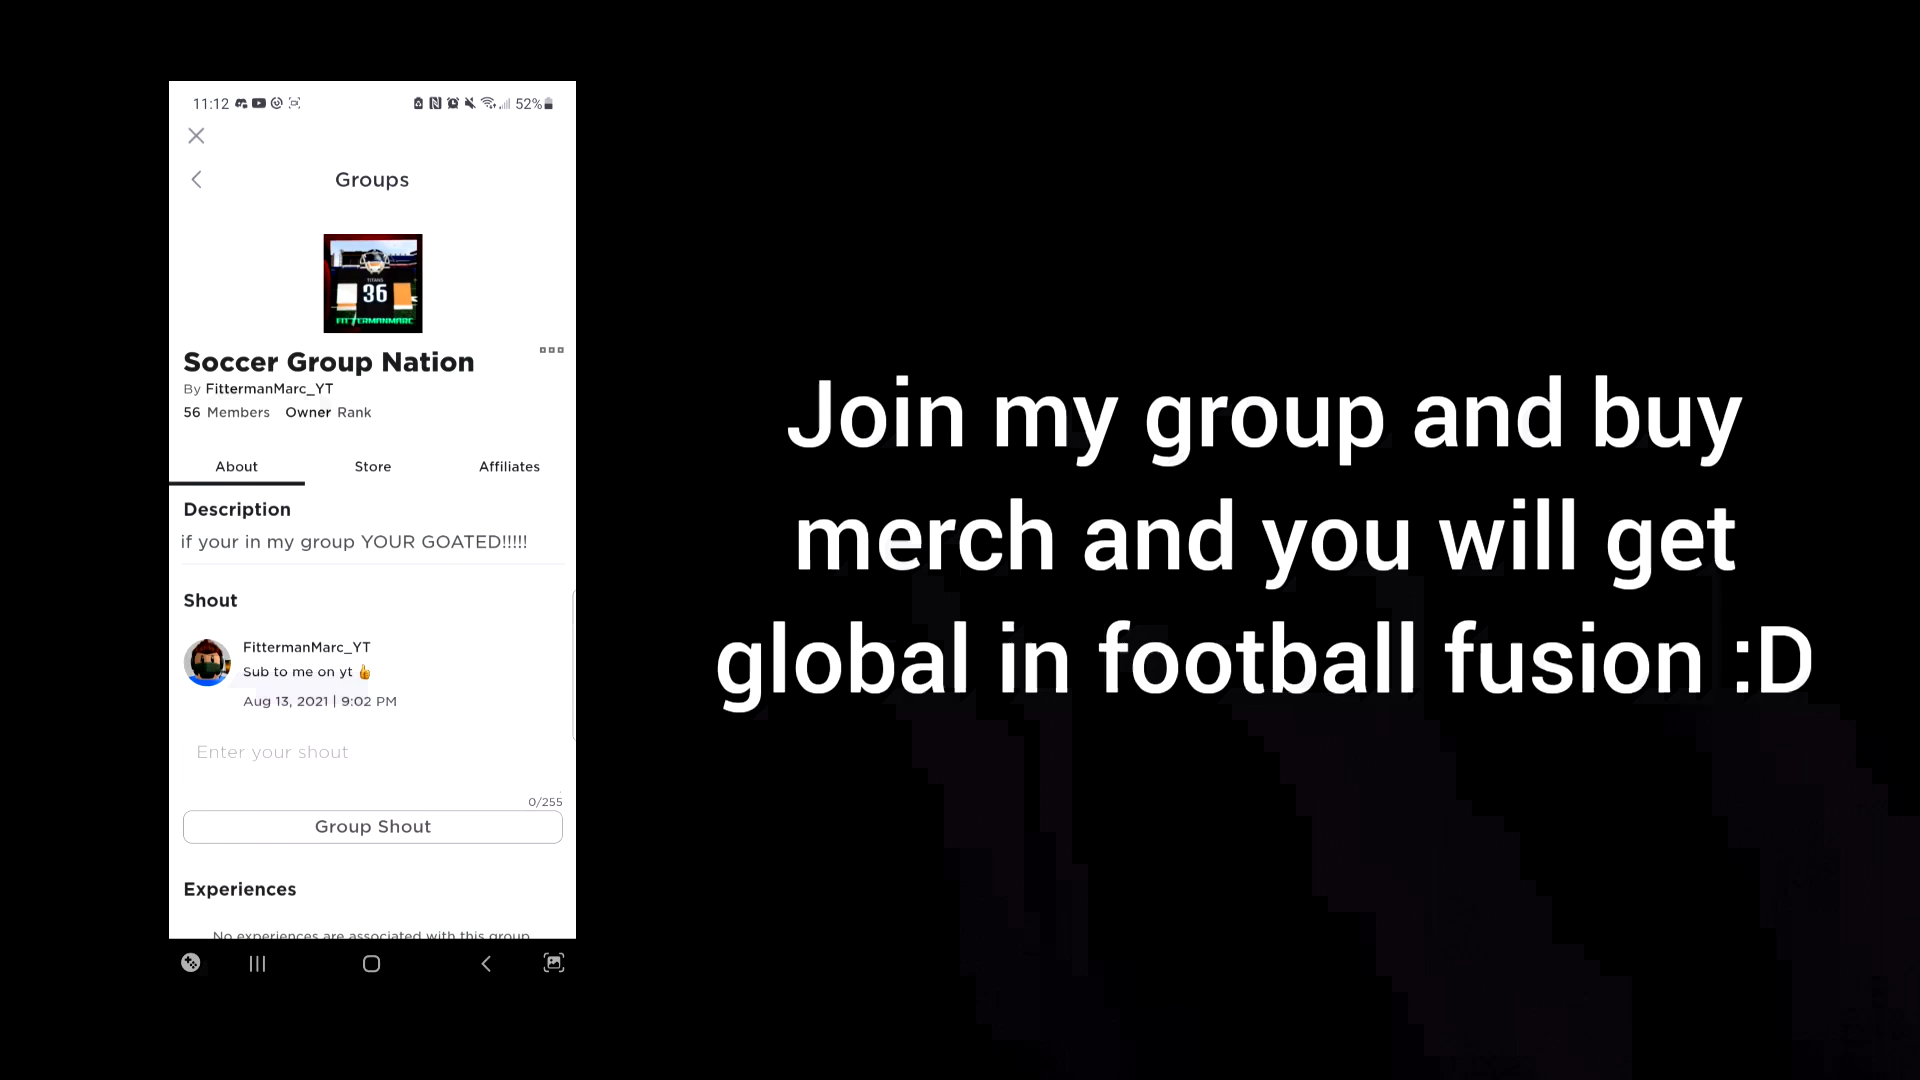 11:12
52%
Groups
TITANS
36
FITTERMANMARC
Soccer Group Nation
By FittermanMarc_YT
56 Members Owner Rank
About Store Affiliates
Description
if your in my group YOUR GOATED!!!!!
Shout
FittermanMarc_YT
Sub to me on yt 👍
Aug 13, 2021 | 9:02 PM
Enter your shout
0/255
Group Shout
Experiences
No experiences are associated with this group
Join my group and buy
merch and you will get
global in football fusion :D